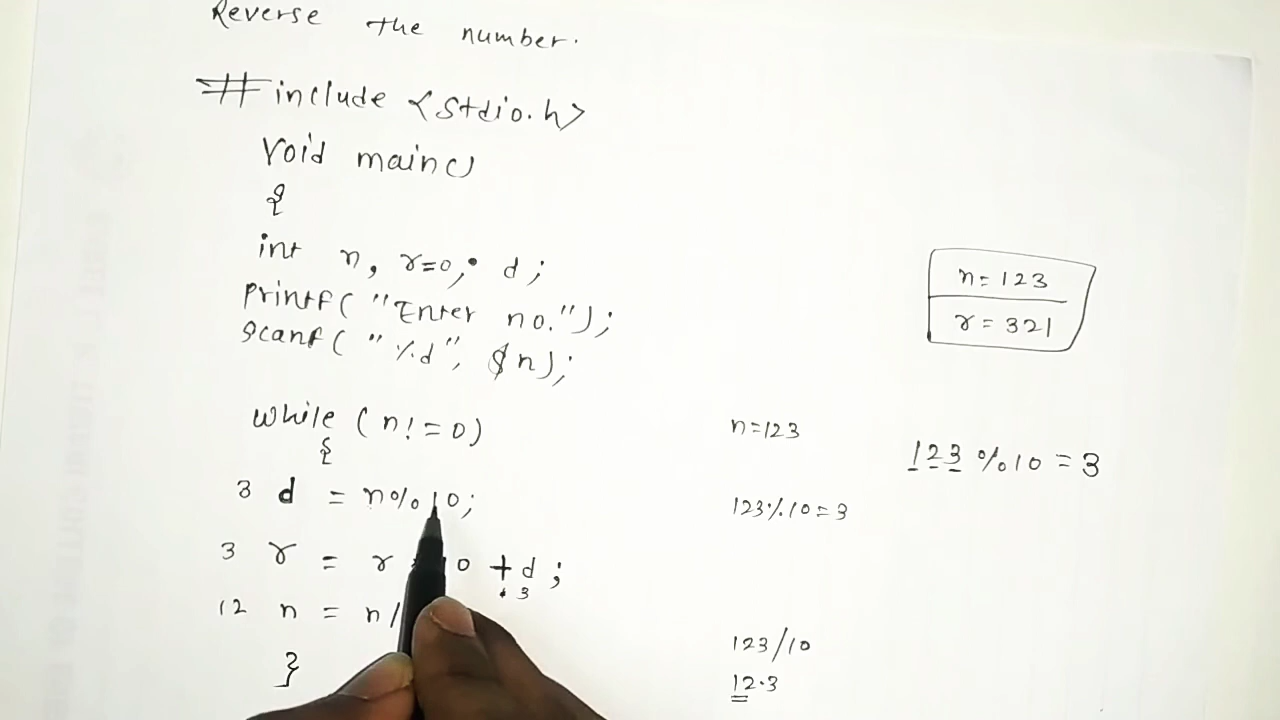 Reverse the number.
#include <stdio.h>
void main()
{
int n, r=0, d;
printf("Enter no.");
scanf("%d", &n);
while (n!=0)
{
3 d = n%10;
3 r = r 0 +d;
3
12 n = n/
}
n=123
r=321
n=123
123%10=3
123 %10=3
123/10
12.3